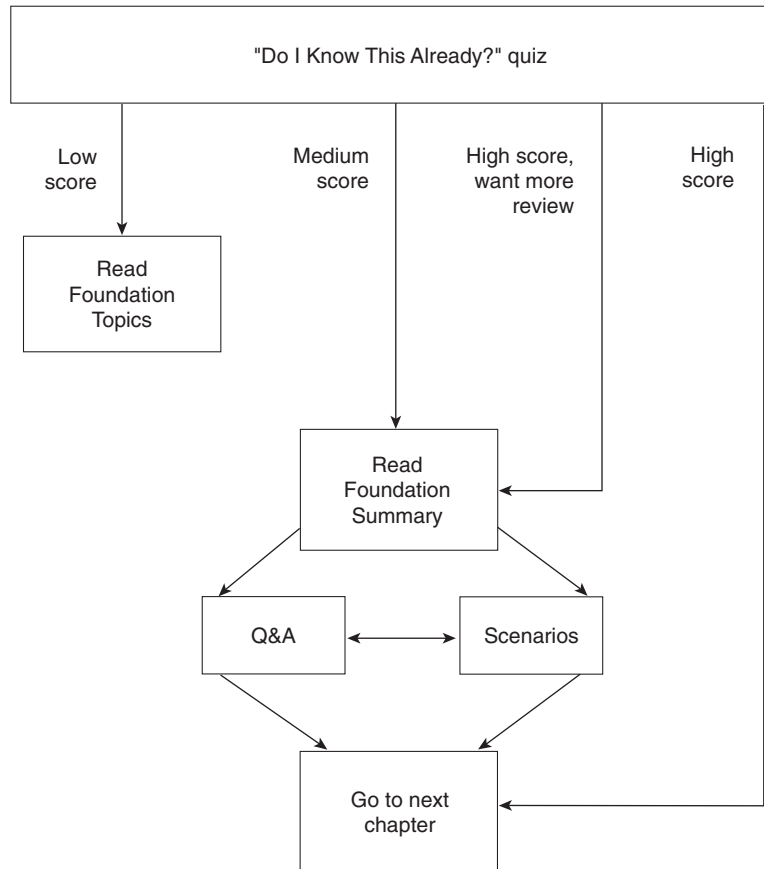 "Do I Know This Already?" quiz
Low
score
Medium
score
High score,
want more
review
High
score
Read
Foundation
Topics
Read
Foundation
Summary
Q&A
Scenarios
Go to next
chapter